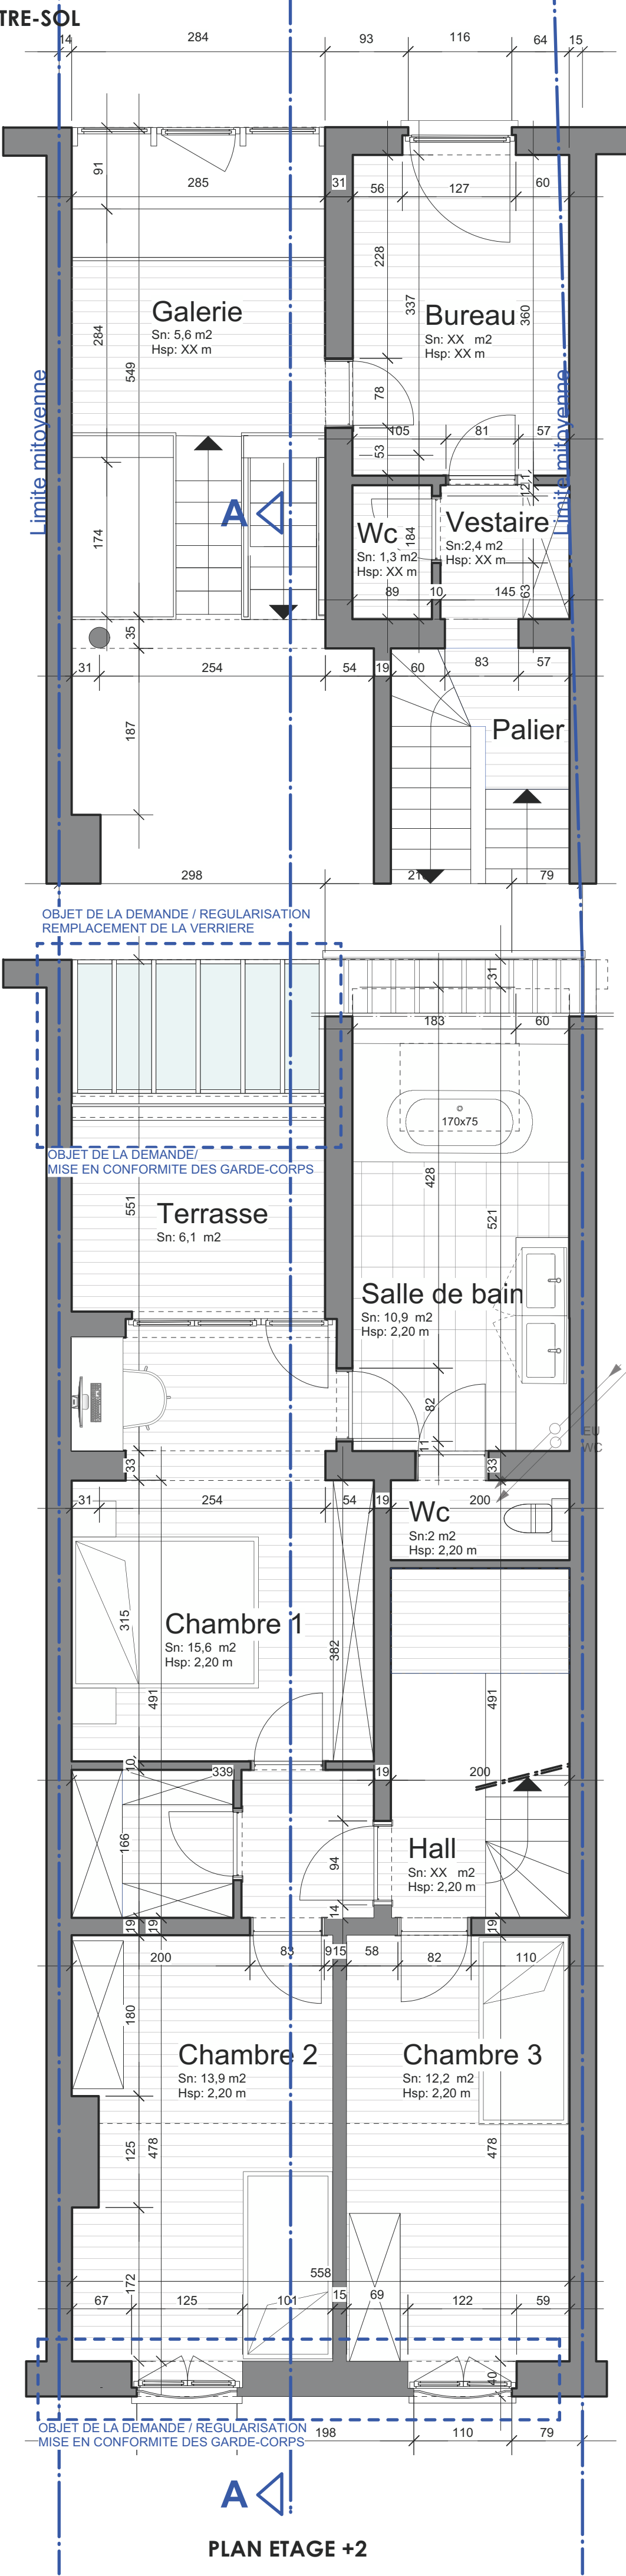 TRE-SOL
14 284 93 116 64 15
91
285 31 56 127 60
228
284 549 337 360
Galerie
Sn: 5,6 m2
Hsp: XX m
Bureau
Sn: XX m2
Hsp: XX m
Limite mitoyenne
Limite mitoyenne
78
105 81 57
53
A
174
Wc
Sn: 1,3 m2
Hsp: XX m
184
Vestaire
Sn:2,4 m2
Hsp: XX m
12
89 10 145 63
35
31 254 54 19 60 83 57
187
Palier
298 79
OBJET DE LA DEMANDE / REGULARISATION
REMPLACEMENT DE LA VERRIERE
31
183 60
170x75
OBJET DE LA DEMANDE/
MISE EN CONFORMITE DES GARDE-CORPS
551 428 521
Terrasse
Sn: 6,1 m2
Salle de bain
Sn: 10,9 m2
Hsp: 2,20 m
82
11
EU
WC
33 33
31 254 54 19 200
Wc
Sn:2 m2
Hsp: 2,20 m
315
Chambre 1
Sn: 15,6 m2
Hsp: 2,20 m
382
491 491
10 339 19 200
166
94
Hall
Sn: XX m2
Hsp: 2,20 m
14
19 19 19
200 83 9 15 58 82 110
180
Chambre 2
Sn: 13,9 m2
Hsp: 2,20 m
Chambre 3
Sn: 12,2 m2
Hsp: 2,20 m
125 478 478
172 558
67 125 101 15 69 122 59
40
OBJET DE LA DEMANDE / REGULARISATION
MISE EN CONFORMITE DES GARDE-CORPS
198 110 79
A
PLAN ETAGE +2